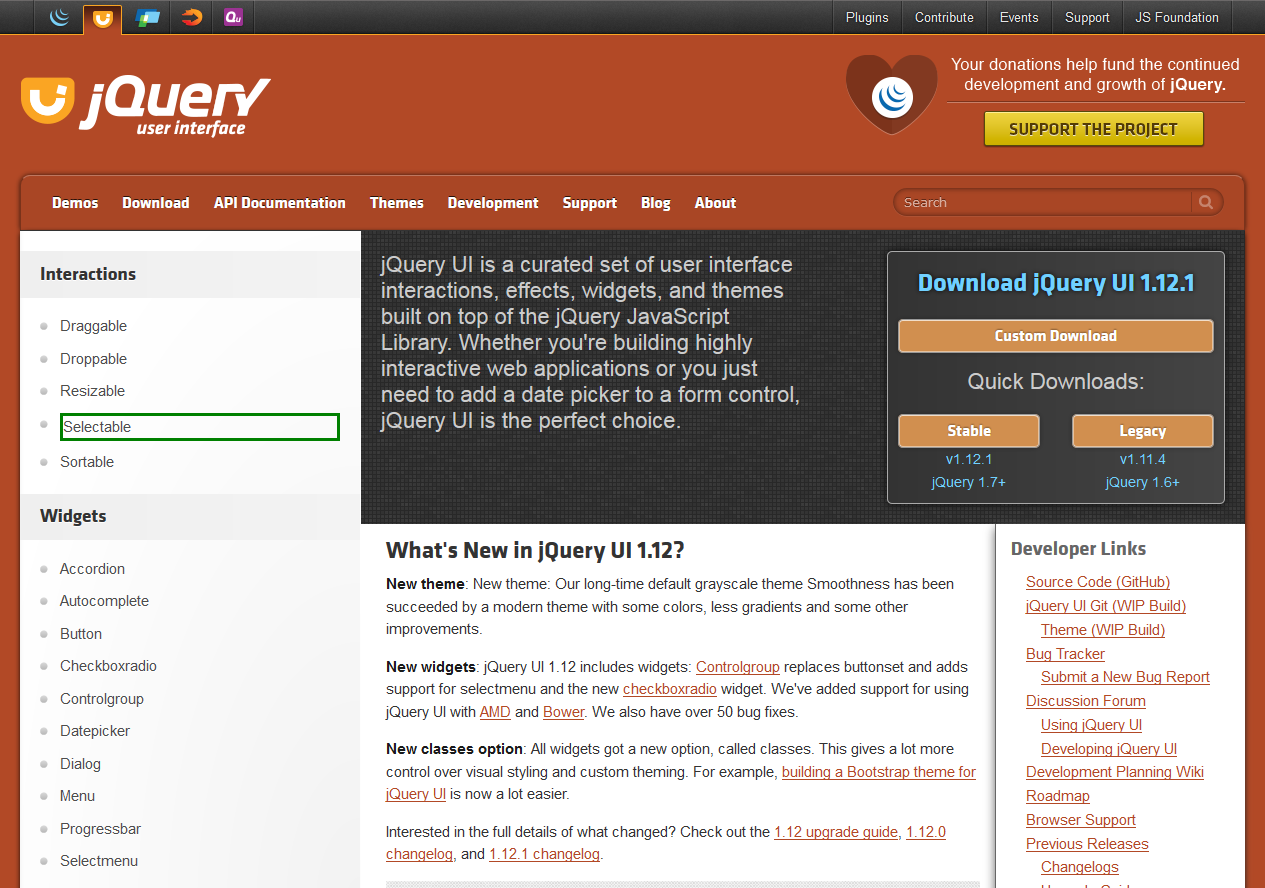 Plugins
Contribute
Events
Support
JS Foundation
jQuery
user interface
Your donations help fund the continued
development and growth of jQuery.
SUPPORT THE PROJECT
Demos
Download
API Documentation
Themes
Development
Support
Blog
About
Search
Interactions
Draggable
Droppable
Resizable
Selectable
Sortable
Widgets
Accordion
Autocomplete
Button
Checkboxradio
Controlgroup
Datepicker
Dialog
Menu
Progressbar
Selectmenu
jQuery UI is a curated set of user interface
interactions, effects, widgets, and themes
built on top of the jQuery JavaScript
Library. Whether you're building highly
interactive web applications or you just
need to add a date picker to a form control,
jQuery UI is the perfect choice.
Download jQuery UI 1.12.1
Custom Download
Quick Downloads:
Stable
v1.12.1
jQuery 1.7+
Legacy
v1.11.4
jQuery 1.6+
What's New in jQuery UI 1.12?
New theme: New theme: Our long-time default grayscale theme Smoothness has been
succeeded by a modern theme with some colors, less gradients and some other
improvements.
New widgets: jQuery UI 1.12 includes widgets: Controlgroup replaces buttonset and adds
support for selectmenu and the new checkboxradio widget. We've added support for using
jQuery UI with AMD and Bower. We also have over 50 bug fixes.
New classes option: All widgets got a new option, called classes. This gives a lot more
control over visual styling and custom theming. For example, building a Bootstrap theme for
jQuery UI is now a lot easier.
Interested in the full details of what changed? Check out the 1.12 upgrade guide, 1.12.0
changelog, and 1.12.1 changelog.
Developer Links
Source Code (GitHub)
jQuery UI Git (WIP Build)
Theme (WIP Build)
Bug Tracker
Submit a New Bug Report
Discussion Forum
Using jQuery UI
Developing jQuery UI
Development Planning Wiki
Roadmap
Browser Support
Previous Releases
Changelogs